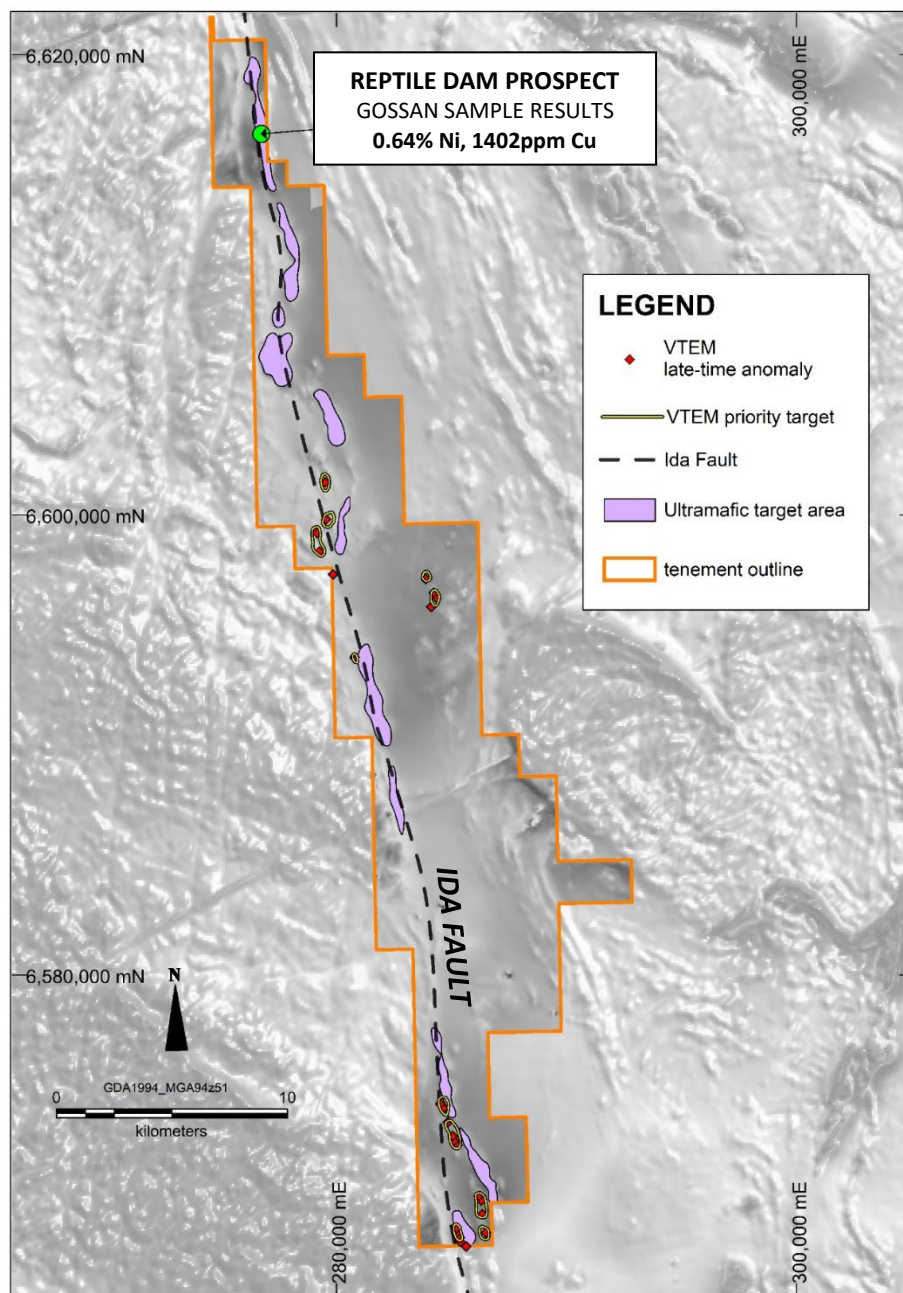 6,620,000 mN
300,000 mE
REPTILE DAM PROSPECT
GOSSAN SAMPLE RESULTS
0.64% Ni, 1402ppm Cu
LEGEND
VTEM
late-time anomaly
VTEM priority target
Ida Fault
Ultramafic target area
tenement outline
6,600,000 mN
IDA FAULT
6,580,000 mN
N
GDA1994_MGA94z51
0 10
kilometers
280,000 mE
300,000 mE